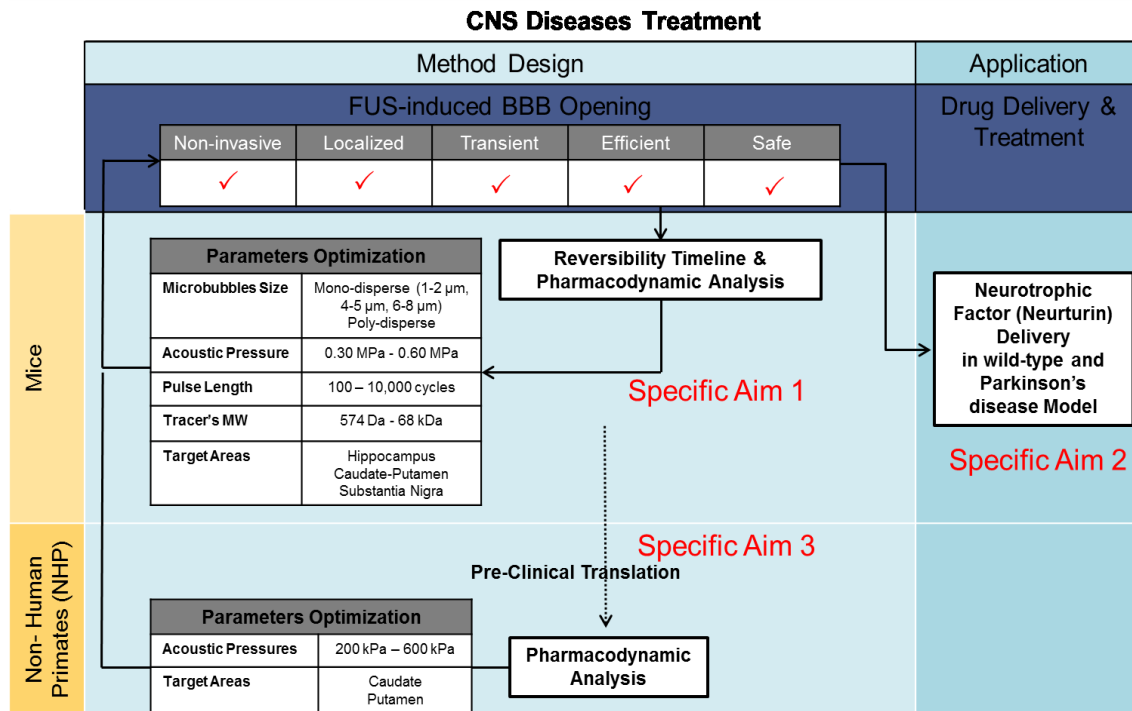 CNS Diseases Treatment
Method Design
Application
FUS-induced BBB Opening
Drug Delivery &
Treatment
Non-invasive
Localized
Transient
Efficient
Safe
✓
✓
✓
✓
✓
Mice
Parameters Optimization
Microbubbles Size
Mono-disperse (1-2 µm,
4-5 µm, 6-8 µm)
Poly-disperse
Acoustic Pressure
0.30 MPa - 0.60 MPa
Pulse Length
100 – 10,000 cycles
Tracer's MW
574 Da - 68 kDa
Target Areas
Hippocampus
Caudate-Putamen
Substantia Nigra
Reversibility Timeline &
Pharmacodynamic Analysis
Specific Aim 1
Neurotrophic
Factor (Neurturin)
Delivery
in wild-type and
Parkinson's
disease Model
Specific Aim 2
Non- Human
Primates (NHP)
Specific Aim 3
Pre-Clinical Translation
Parameters Optimization
Acoustic Pressures
200 kPa – 600 kPa
Target Areas
Caudate
Putamen
Pharmacodynamic
Analysis